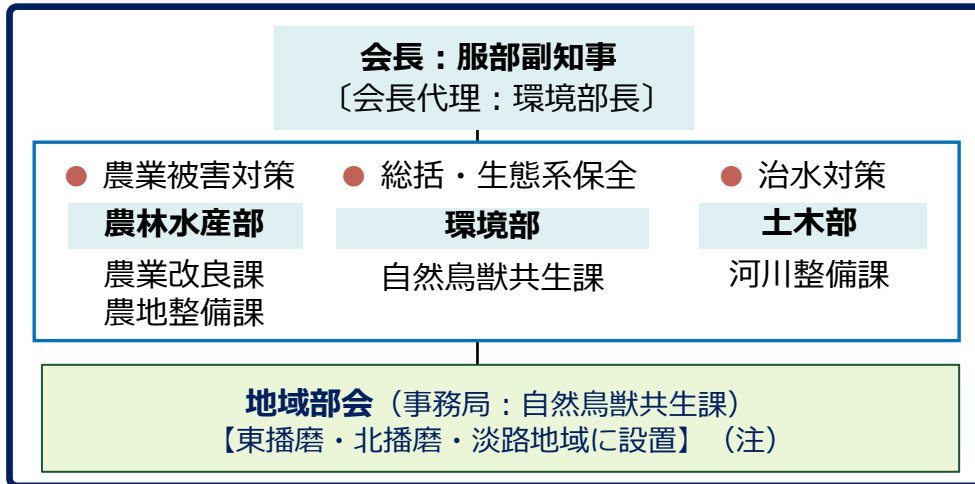 会長：服部副知事
〔会長代理：環境部長〕
● 農業被害対策
農林水産部
農業改良課
農地整備課
● 総括・生態系保全
環境部
自然鳥獣共生課
● 治水対策
土木部
河川整備課
地域部会（事務局：自然鳥獣共生課）
【東播磨・北播磨・淡路地域に設置】（注）